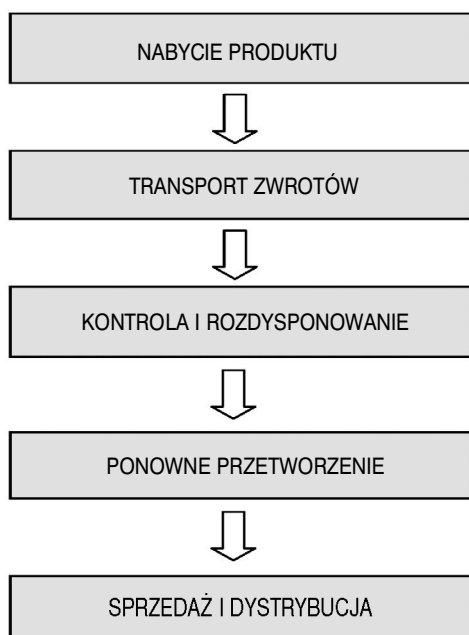 NABYCIE PRODUKTU
TRANSPORT ZWROTÓW
KONTROLA I ROZDYSPONOWANIE
PONOWNE PRZETWORZENIE
SPRZEDAŻ I DYSTRYBUCJA